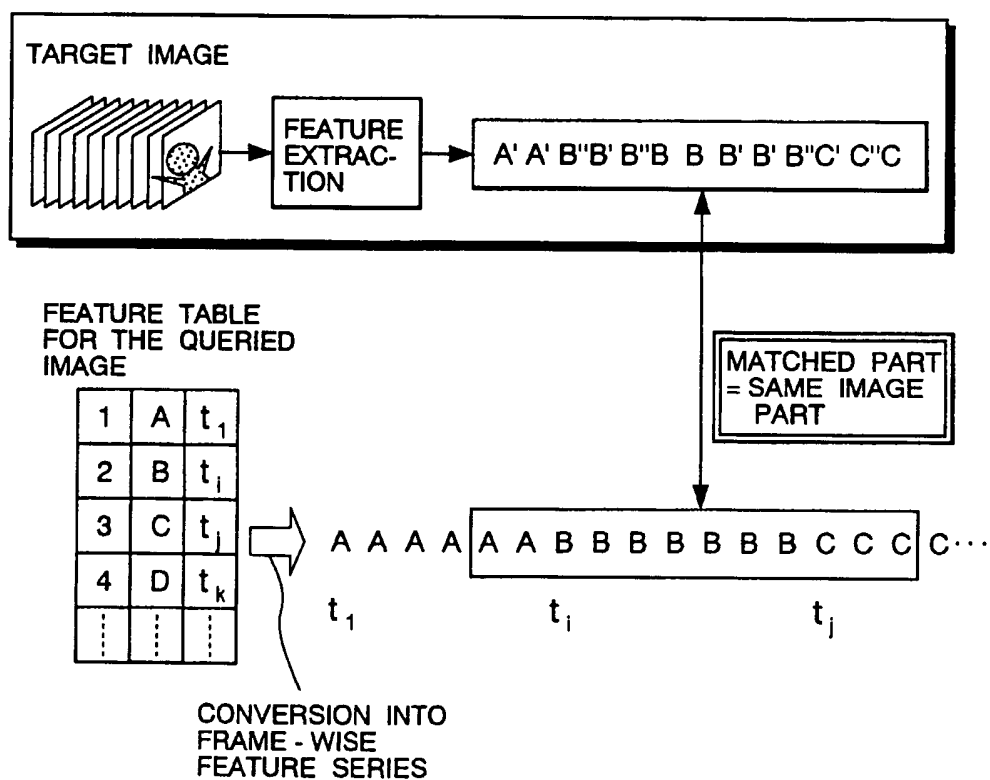 TARGET IMAGE
FEATURE
EXTRAC-
TION
A' A' B"B' B"B B B' B' B"C' C"C
FEATURE TABLE
FOR THE QUERIED
IMAGE
MATCHED PART
= SAME IMAGE
PART
1 A t1
2 B ti
3 C tj
4 D tk
A A A A A A B B B B B B B C C C C...
t1 ti tj
CONVERSION INTO
FRAME - WISE
FEATURE SERIES